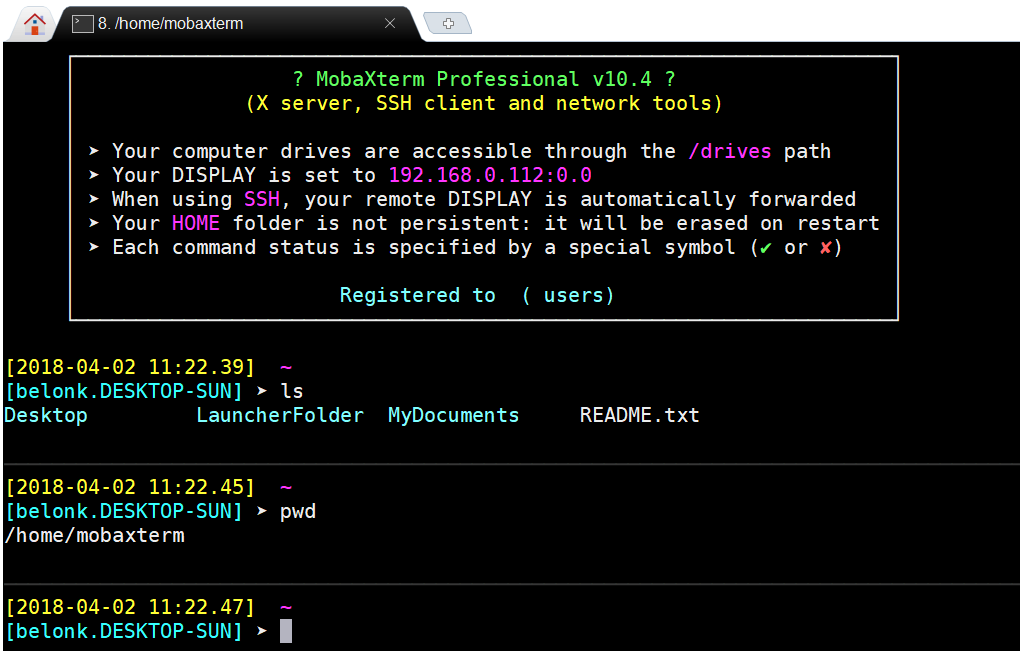 8. /home/mobaxterm
? MobaXterm Professional v10.4 ?
(X server, SSH client and network tools)
➤ Your computer drives are accessible through the /drives path
➤ Your DISPLAY is set to 192.168.0.112:0.0
➤ When using SSH, your remote DISPLAY is automatically forwarded
➤ Your HOME folder is not persistent: it will be erased on restart
➤ Each command status is specified by a special symbol (✔ or ✘)
Registered to  ( users)
[2018-04-02 11:22.39]  ~
[belonk.DESKTOP-SUN] ➤ ls
Desktop         LauncherFolder  MyDocuments     README.txt
[2018-04-02 11:22.45]  ~
[belonk.DESKTOP-SUN] ➤ pwd
/home/mobaxterm
[2018-04-02 11:22.47]  ~
[belonk.DESKTOP-SUN] ➤